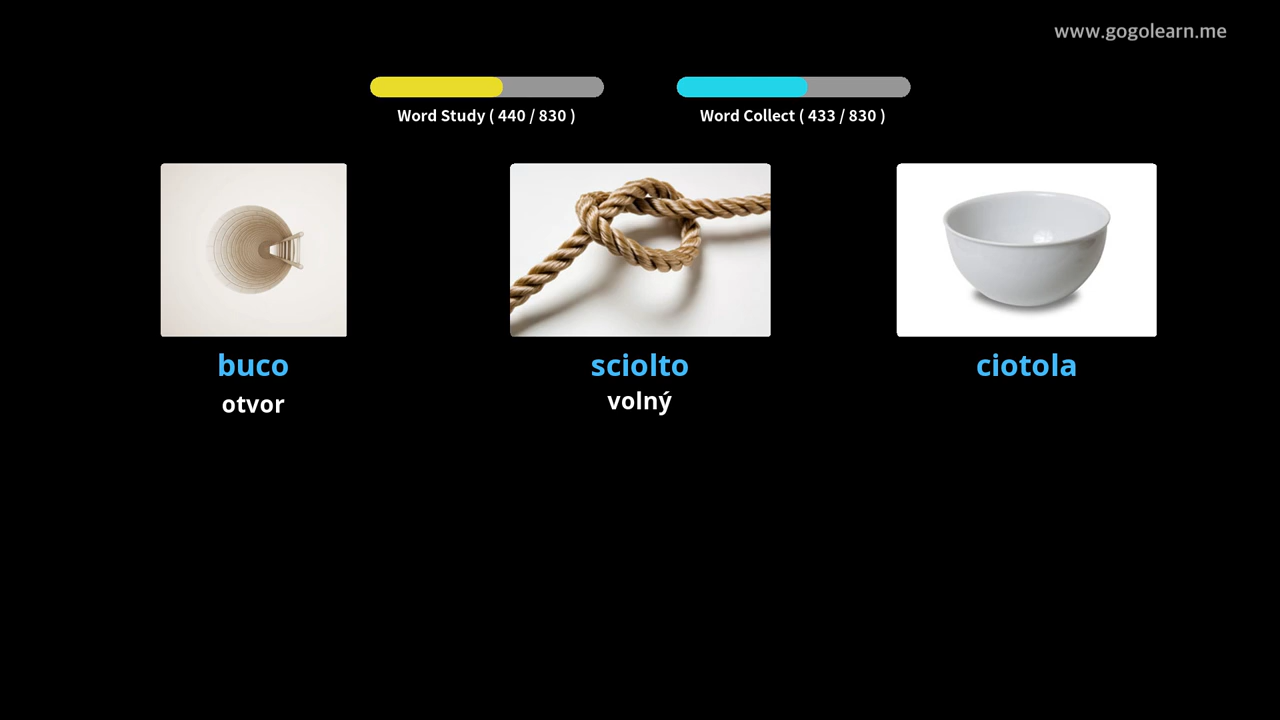 www.gogolearn.me
Word Study ( 440 / 830 )
Word Collect ( 433 / 830 )
buco
sciolto
ciotola
otvor
volný